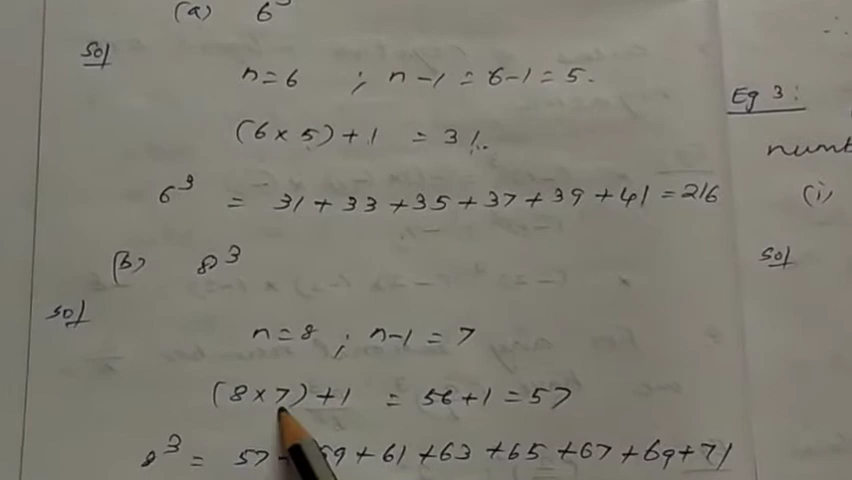 (a) 6³
Sol
n=6 ; n-1 = 6-1 = 5.
(6 × 5) + 1 = 31.
6³ = 31 + 33 + 35 + 37 + 39 + 41 = 216
(b) 8³
Sol
n=8 ; n-1 = 7
(8 × 7) + 1 = 56 + 1 = 57
8³ = 57 + 59 + 61 + 63 + 65 + 67 + 69 + 71
Eg 3 :
(i)
Sol